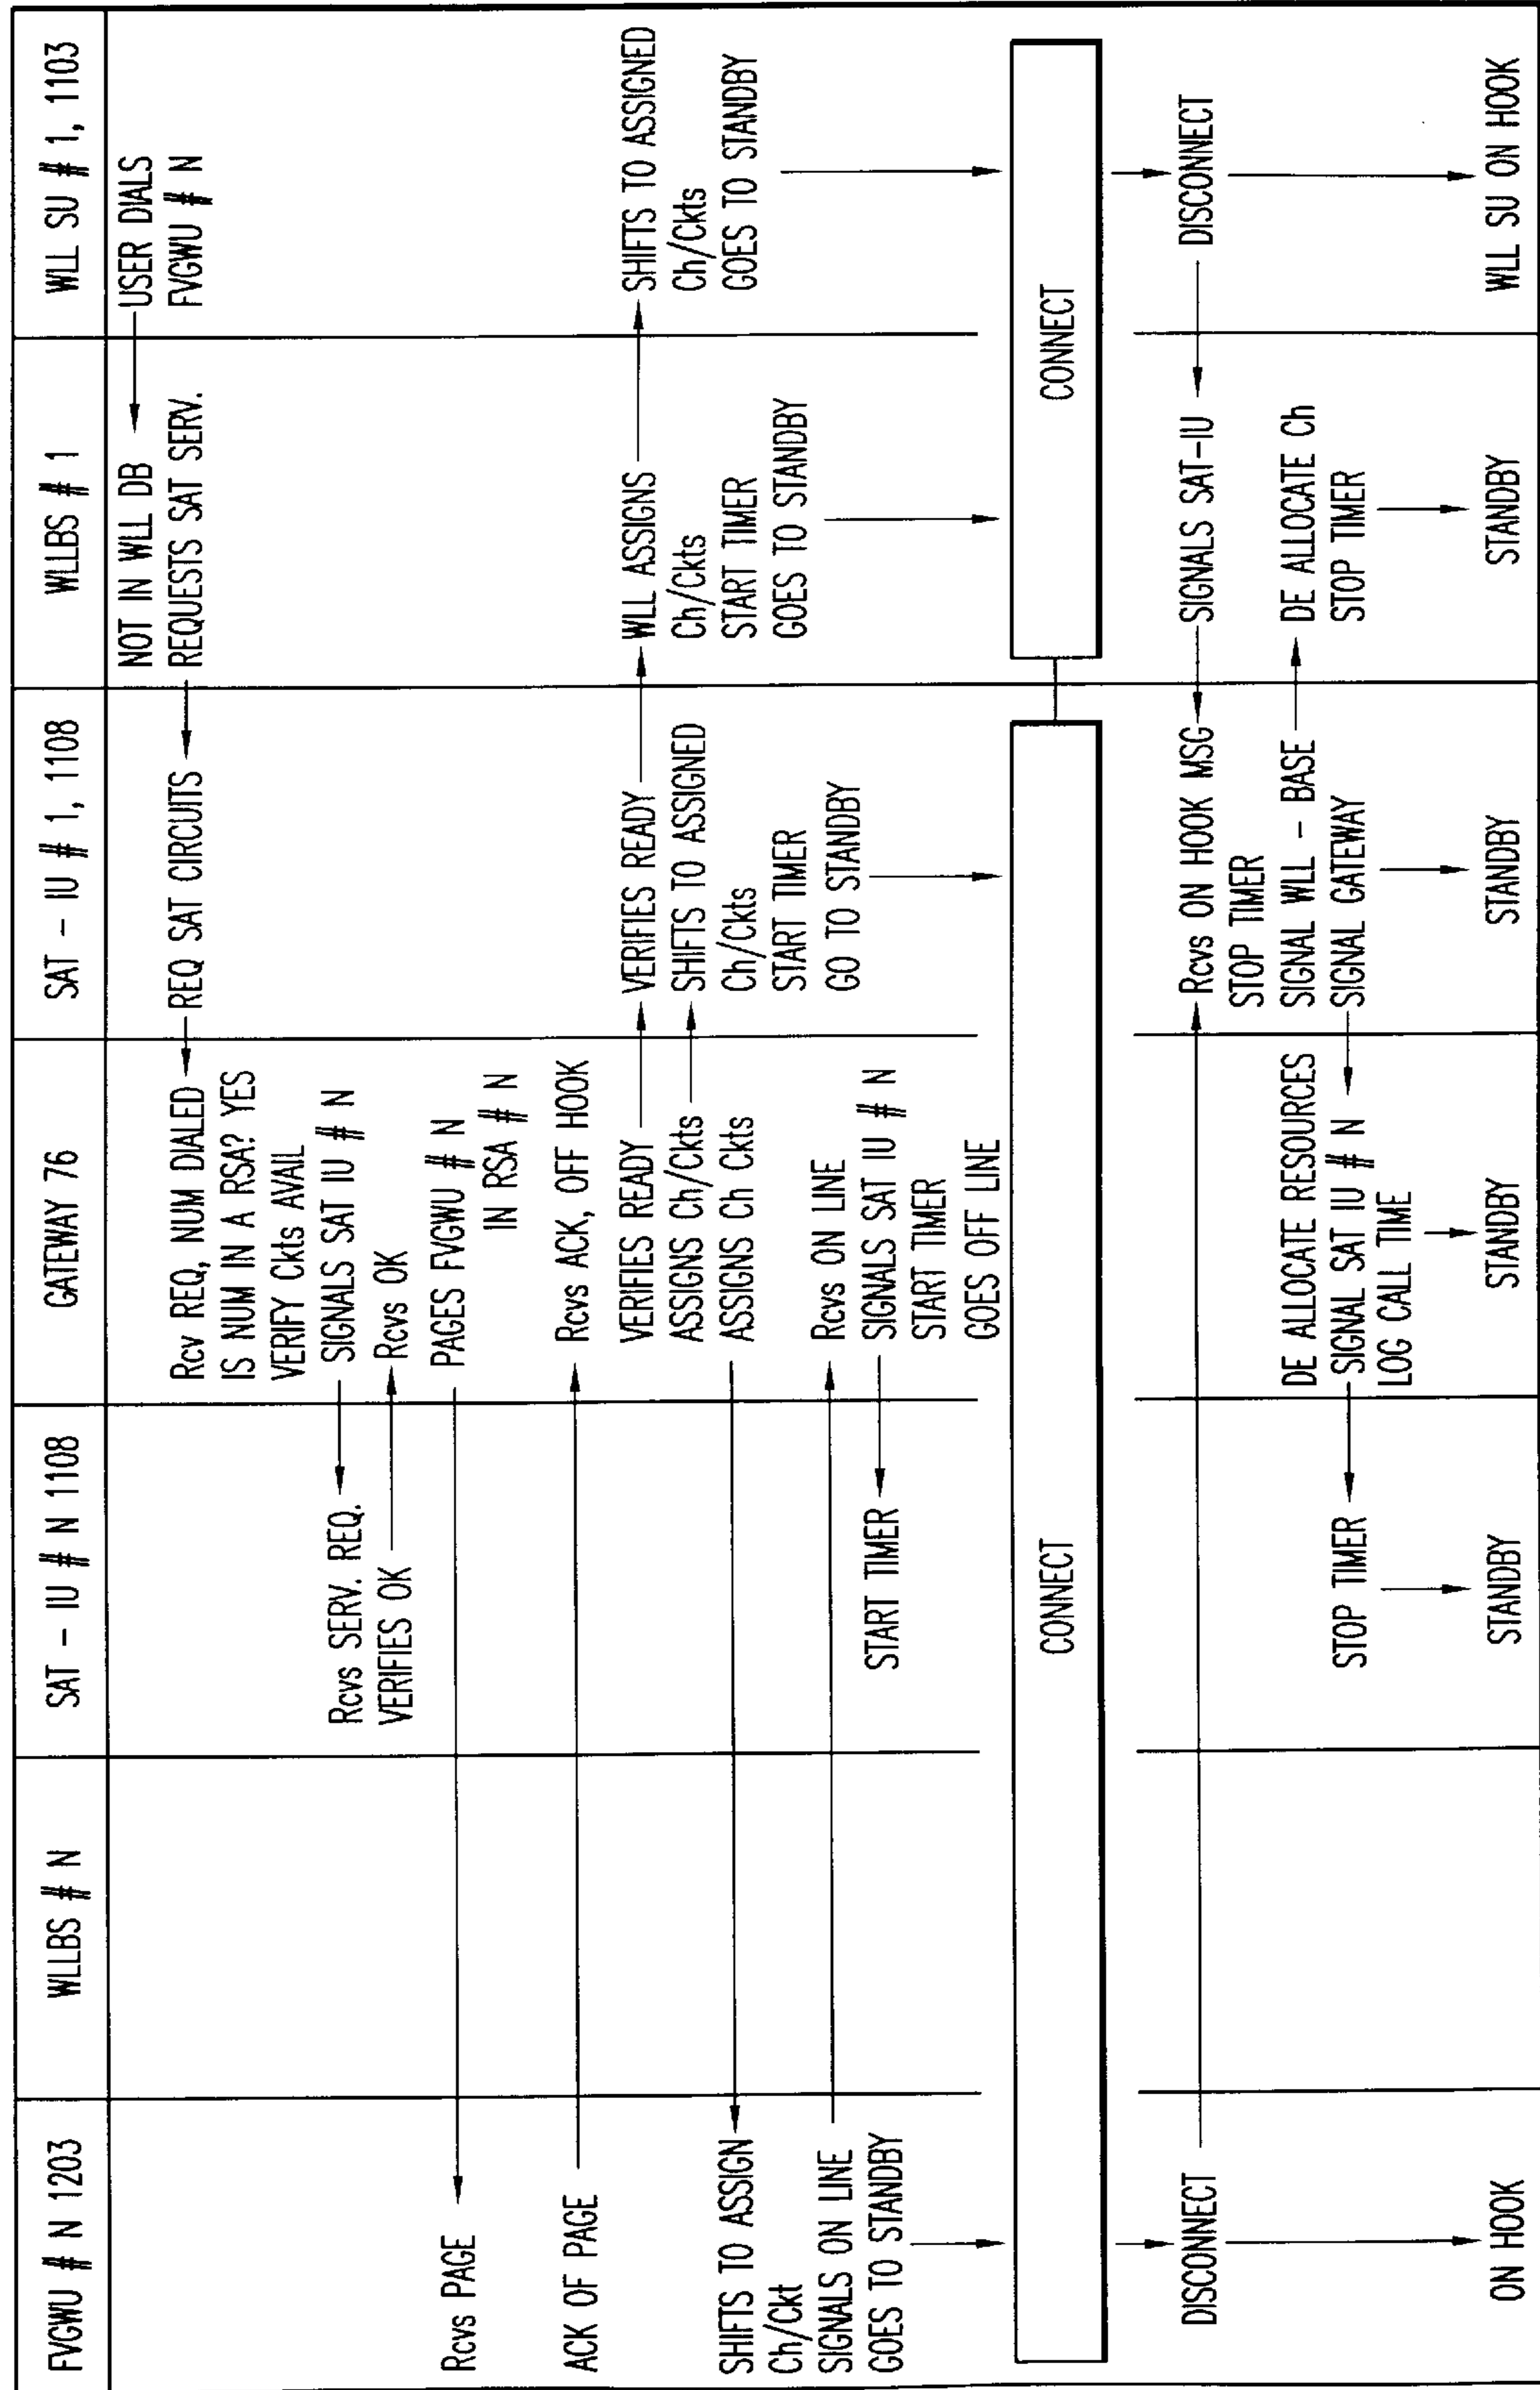 FVGWU # N 1203
WLLBS # N
SAT - IU # N 1108
GATEWAY 76
SAT - IU # 1, 1108
WLLBS # 1
WLL SU # 1, 1103
USER DIALS
FVGWU # N
NOT IN WLL DB
REQUESTS SAT SERV.
REQ SAT CIRCUITS
Rcv REQ, NUM DIALED
IS NUM IN A RSA? YES
VERIFY Ckts AVAIL
SIGNALS SAT IU # N
Rcvs SERV. REQ.
VERIFIES OK
Rcvs OK
PAGES FVGWU # N
IN RSA # N
Rcvs PAGE
ACK OF PAGE
Rcvs ACK, OFF HOOK
VERIFIES READY
ASSIGNS Ch/Ckts
ASSIGNS Ch Ckts
VERIFIES READY
SHIFTS TO ASSIGNED
Ch/Ckts
START TIMER
GO TO STANDBY
WLL ASSIGNS
Ch/Ckts
START TIMER
GOES TO STANDBY
SHIFTS TO ASSIGNED
Ch/Ckts
GOES TO STANDBY
SHIFTS TO ASSIGN
Ch/Ckt
SIGNALS ON LINE
GOES TO STANDBY
Rcvs ON LINE
SIGNALS SAT IU # N
START TIMER
GOES OFF LINE
START TIMER
CONNECT
CONNECT
DISCONNECT
DISCONNECT
SIGNALS SAT-IU
Rcvs ON HOOK MSG
STOP TIMER
SIGNAL WLL - BASE
SIGNAL GATEWAY
DE ALLOCATE Ch
STOP TIMER
DE ALLOCATE RESOURCES
SIGNAL SAT IU # N
LOG CALL TIME
STOP TIMER
ON HOOK
STANDBY
STANDBY
STANDBY
STANDBY
WLL SU ON HOOK